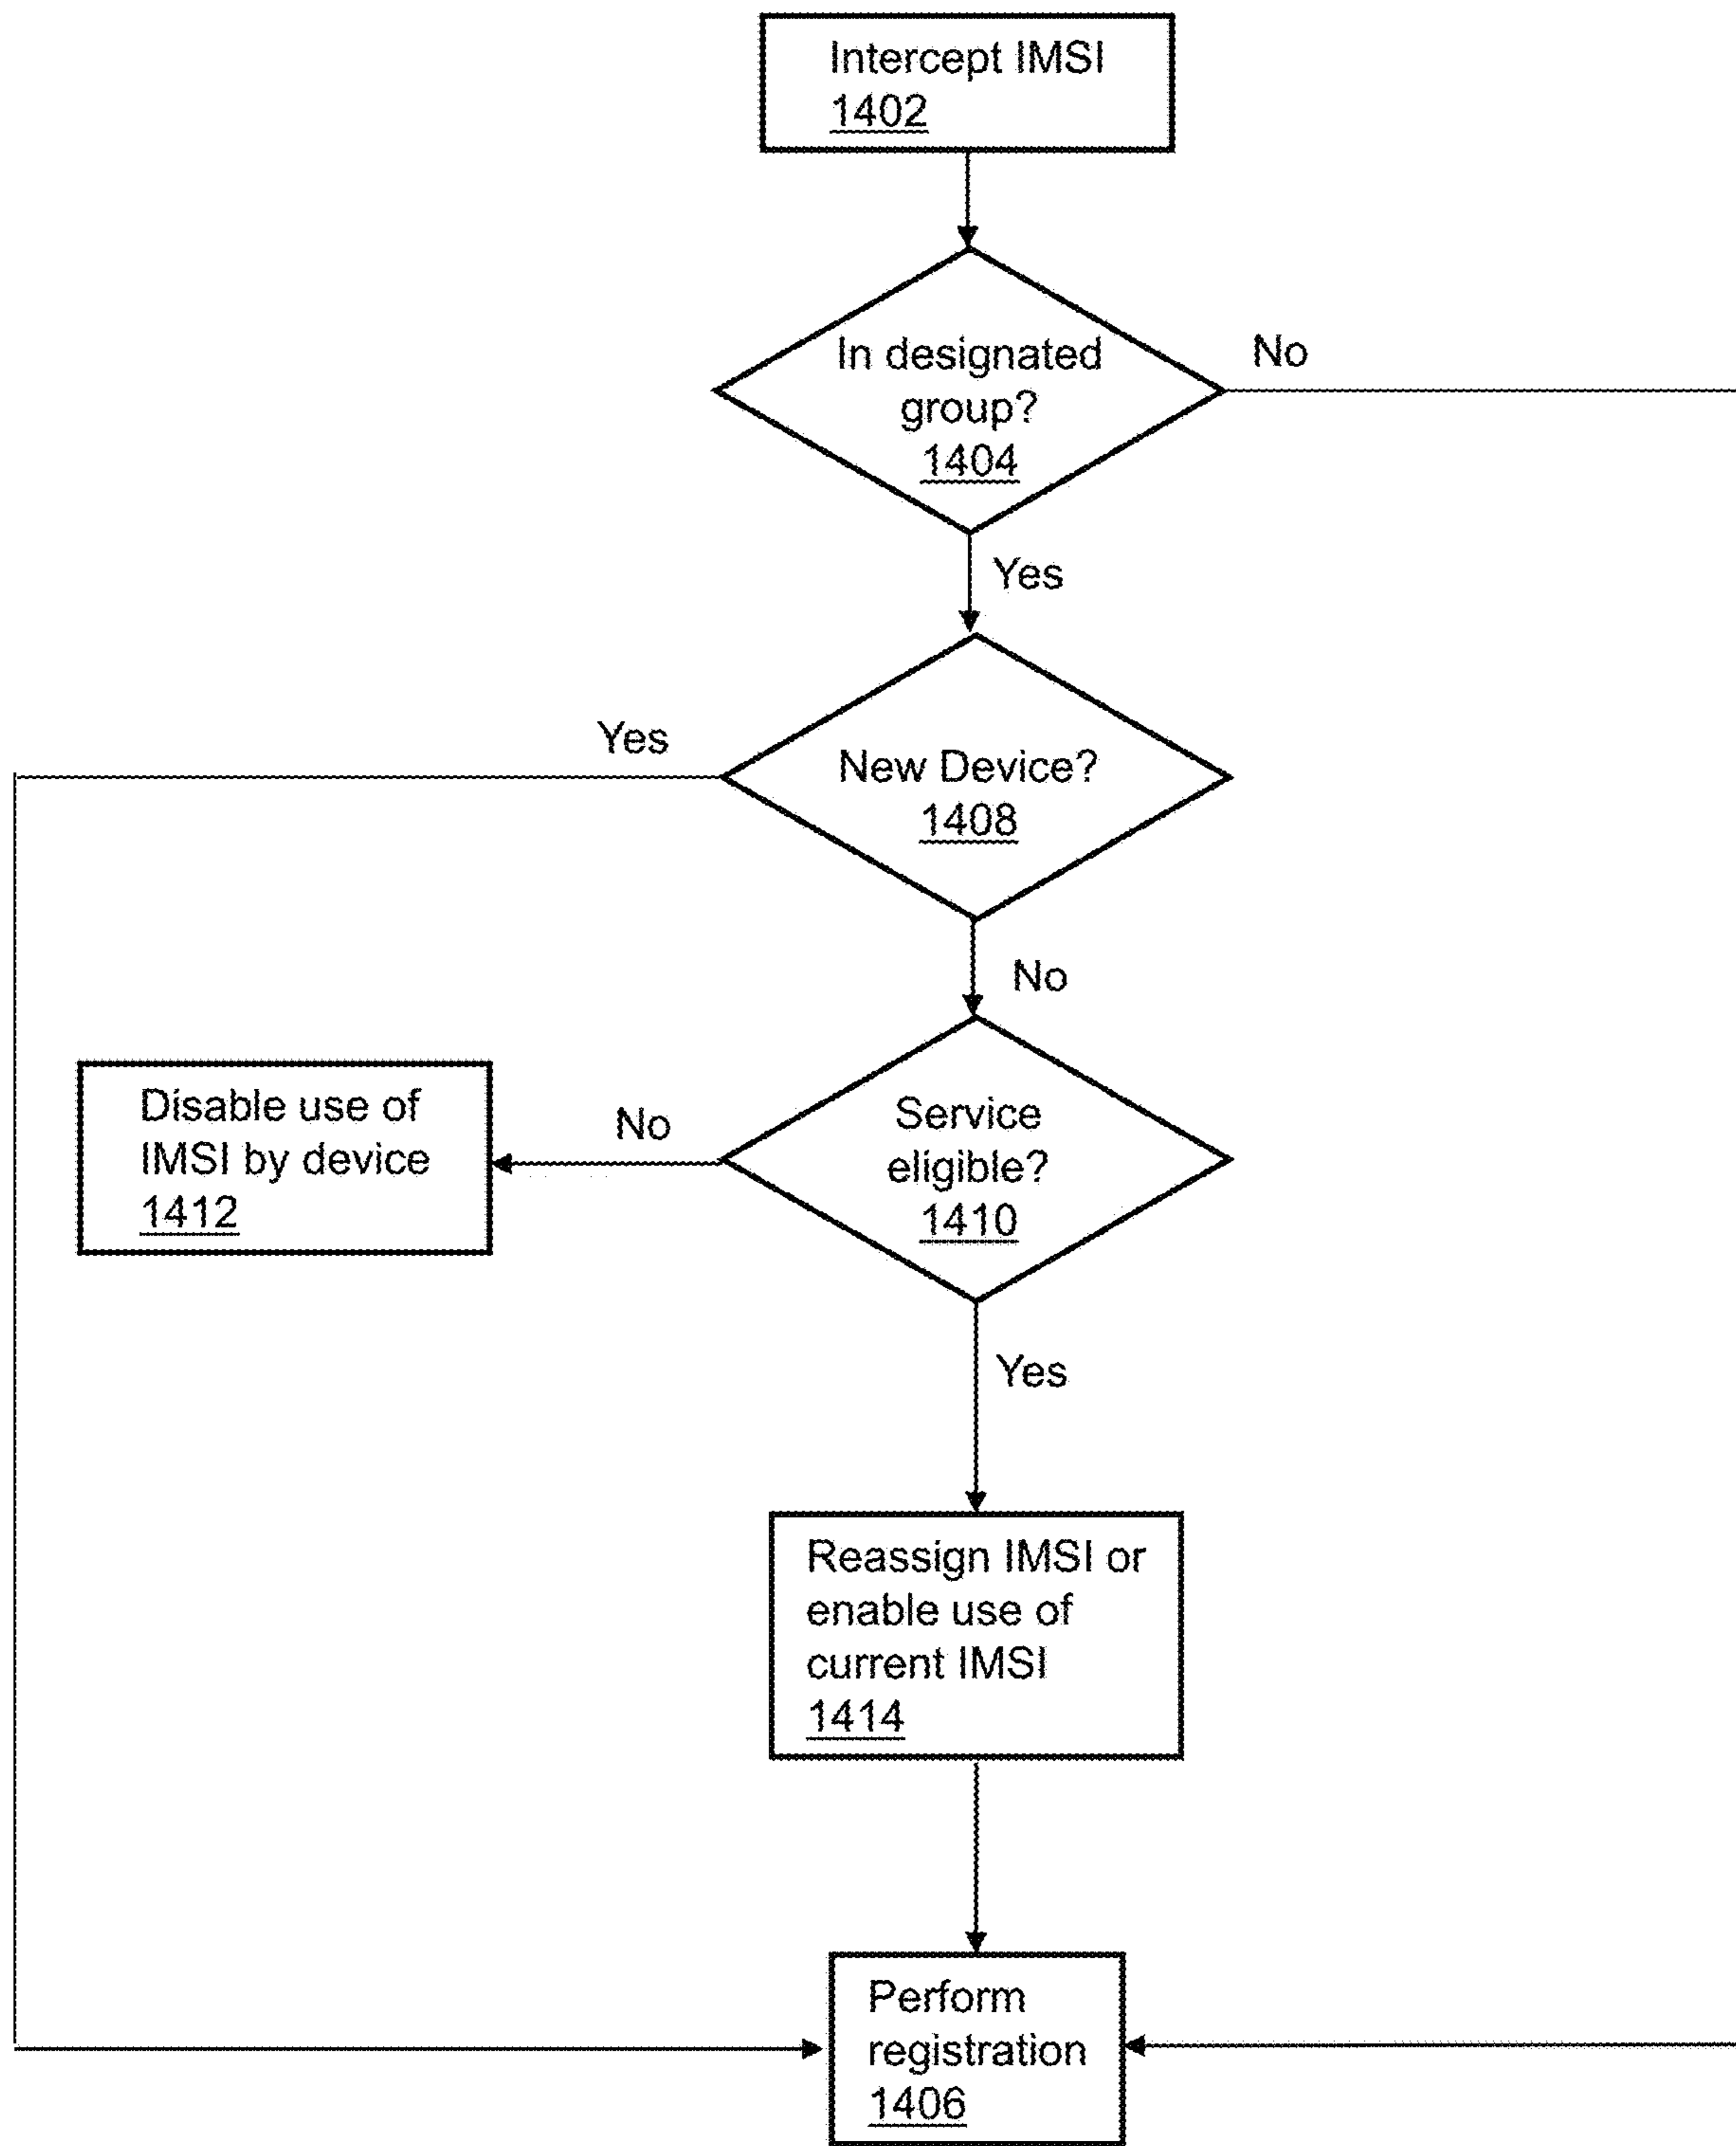 Intercept IMSI
1402
In designated
group?
1404
No
Yes
Yes
New Device?
1408
No
Disable use of
IMSI by device
1412
No
Service
eligible?
1410
Yes
Reassign IMSI or
enable use of
current IMSI
1414
Perform
registration
1406